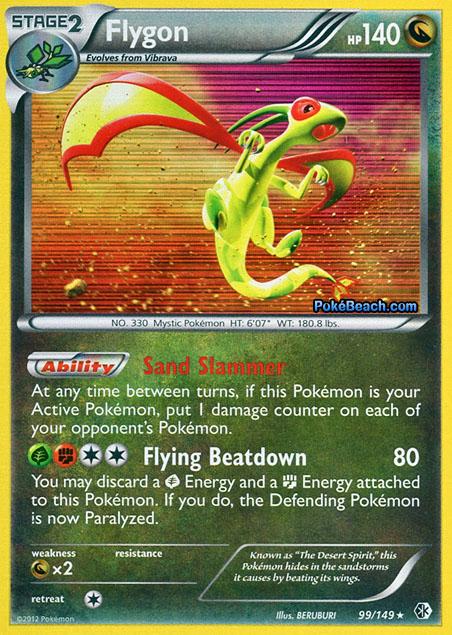 STAGE2 Flygon HP140
Evolves from Vibrava
PokéBeach.com
NO. 330 Mystic Pokémon HT: 6'07" WT: 180.8 lbs.
Ability Sand Slammer
At any time between turns, if this Pokémon is your
Active Pokémon, put 1 damage counter on each of
your opponent's Pokémon.
Flying Beatdown 80
You may discard a Energy and a Energy attached
to this Pokémon. If you do, the Defending Pokémon
is now Paralyzed.
weakness resistance
×2
retreat
Known as "The Desert Spirit," this
Pokémon hides in the sandstorms
it causes by beating its wings.
©2012 Pokémon
Illus. BERUBURI 99/149★